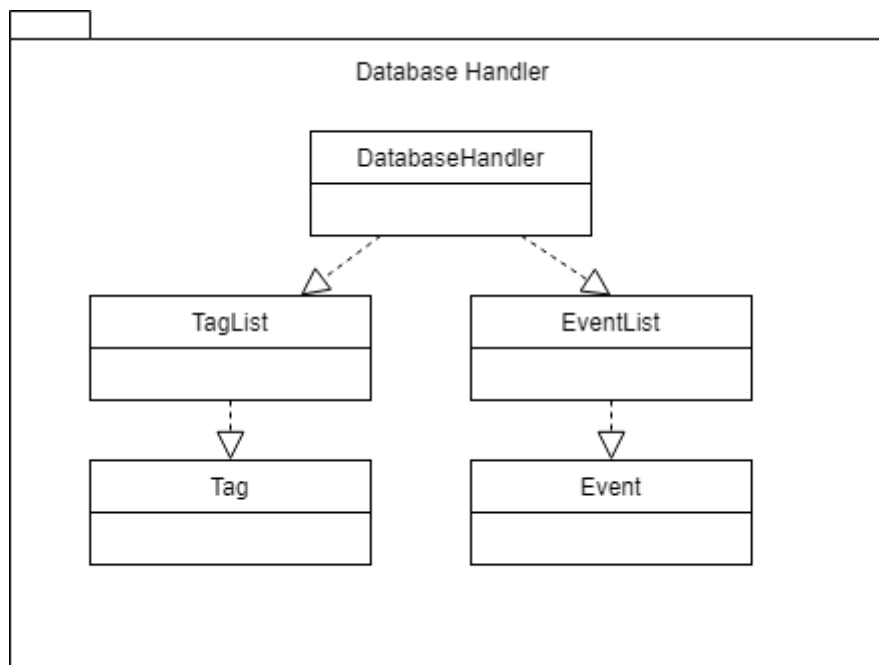 Database Handler
DatabaseHandler
TagList
EventList
Tag
Event